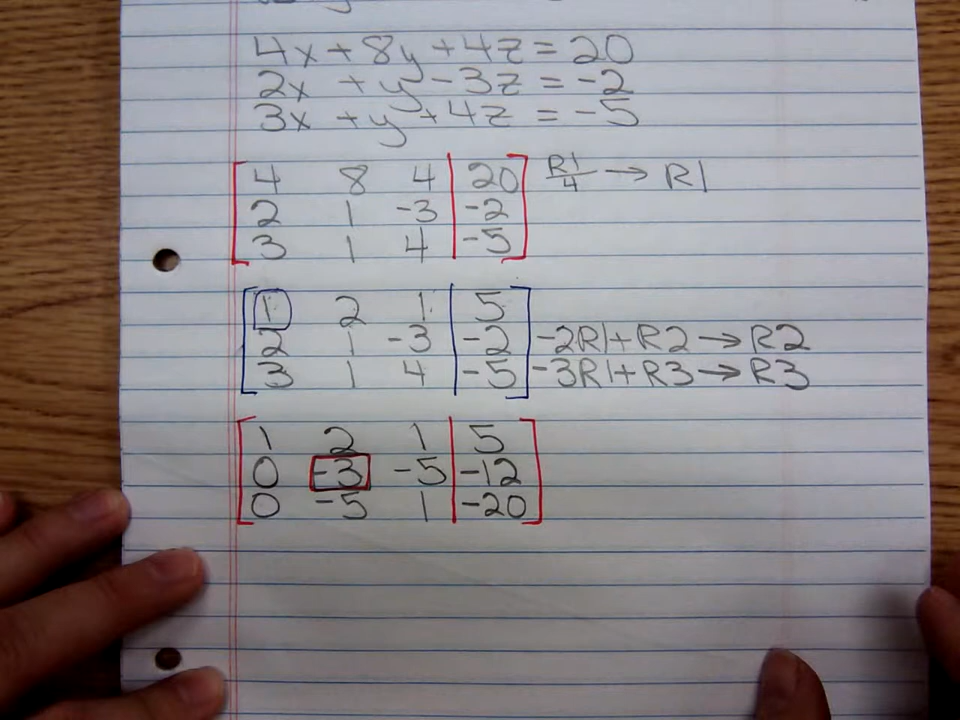 4x + 8y + 4z = 20
2x + y - 3z = -2
3x + y + 4z = -5
4 8 4 20 R1/4 → R1
2 1 -3 -2
3 1 4 -5
1 2 1 5
2 1 -3 -2 -2R1 + R2 → R2
3 1 4 -5 -3R1 + R3 → R3
1 2 1 5
0 -3 -5 -12
0 -5 1 -20